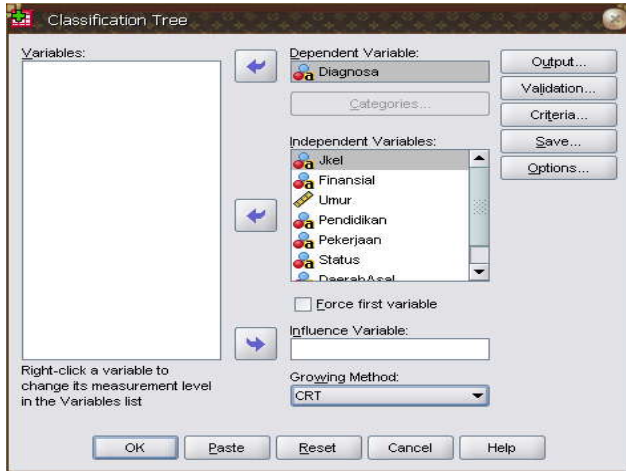 Classification Tree
Variables:
Dependent Variable:
Diagnosa
Categories...
Independent Variables:
Jkel
Finansial
Umur
Pendidikan
Pekerjaan
Status
DaerahAsal
Force first variable
Influence Variable:
Right-click a variable to
change its measurement level
in the Variables list
Growing Method:
CRT
Output...
Validation...
Criteria...
Save...
Options...
OK
Paste
Reset
Cancel
Help